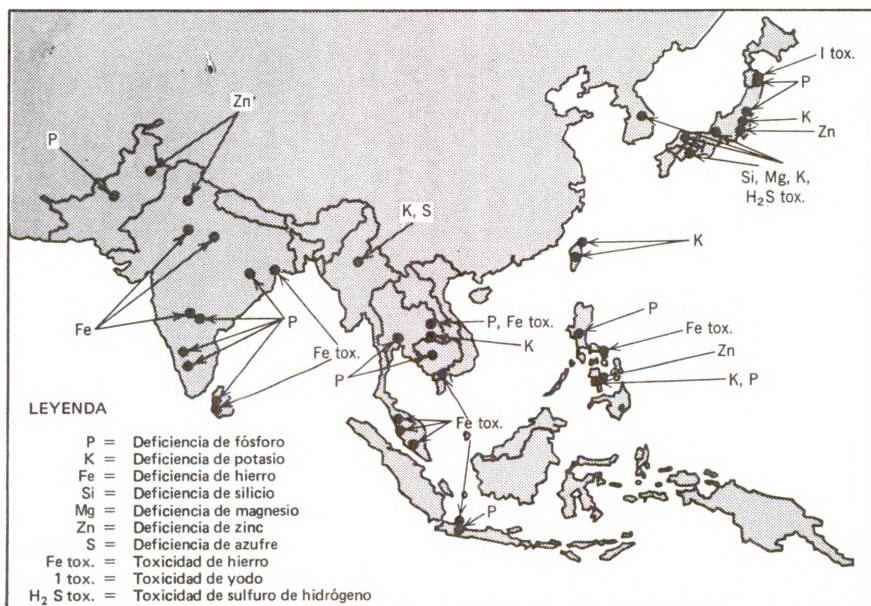 I tox.
Zn
P
P
K
Zn
K, S
Si, Mg, K,
H₂S tox.
K
P, Fe tox.
P
Fe
P
Fe tox.
K
Fe tox.
Zn
P
K, P
LEYENDA
Fe tox.
P = Deficiencia de fósforo
K = Deficiencia de potasio
Fe = Deficiencia de hierro
Si = Deficiencia de silicio
Mg = Deficiencia de magnesio
Zn = Deficiencia de zinc
P
S = Deficiencia de azufre
Fe tox. = Toxicidad de hierro
1 tox. = Toxicidad de yodo
H₂ S tox. = Toxicidad de sulfuro de hidrógeno